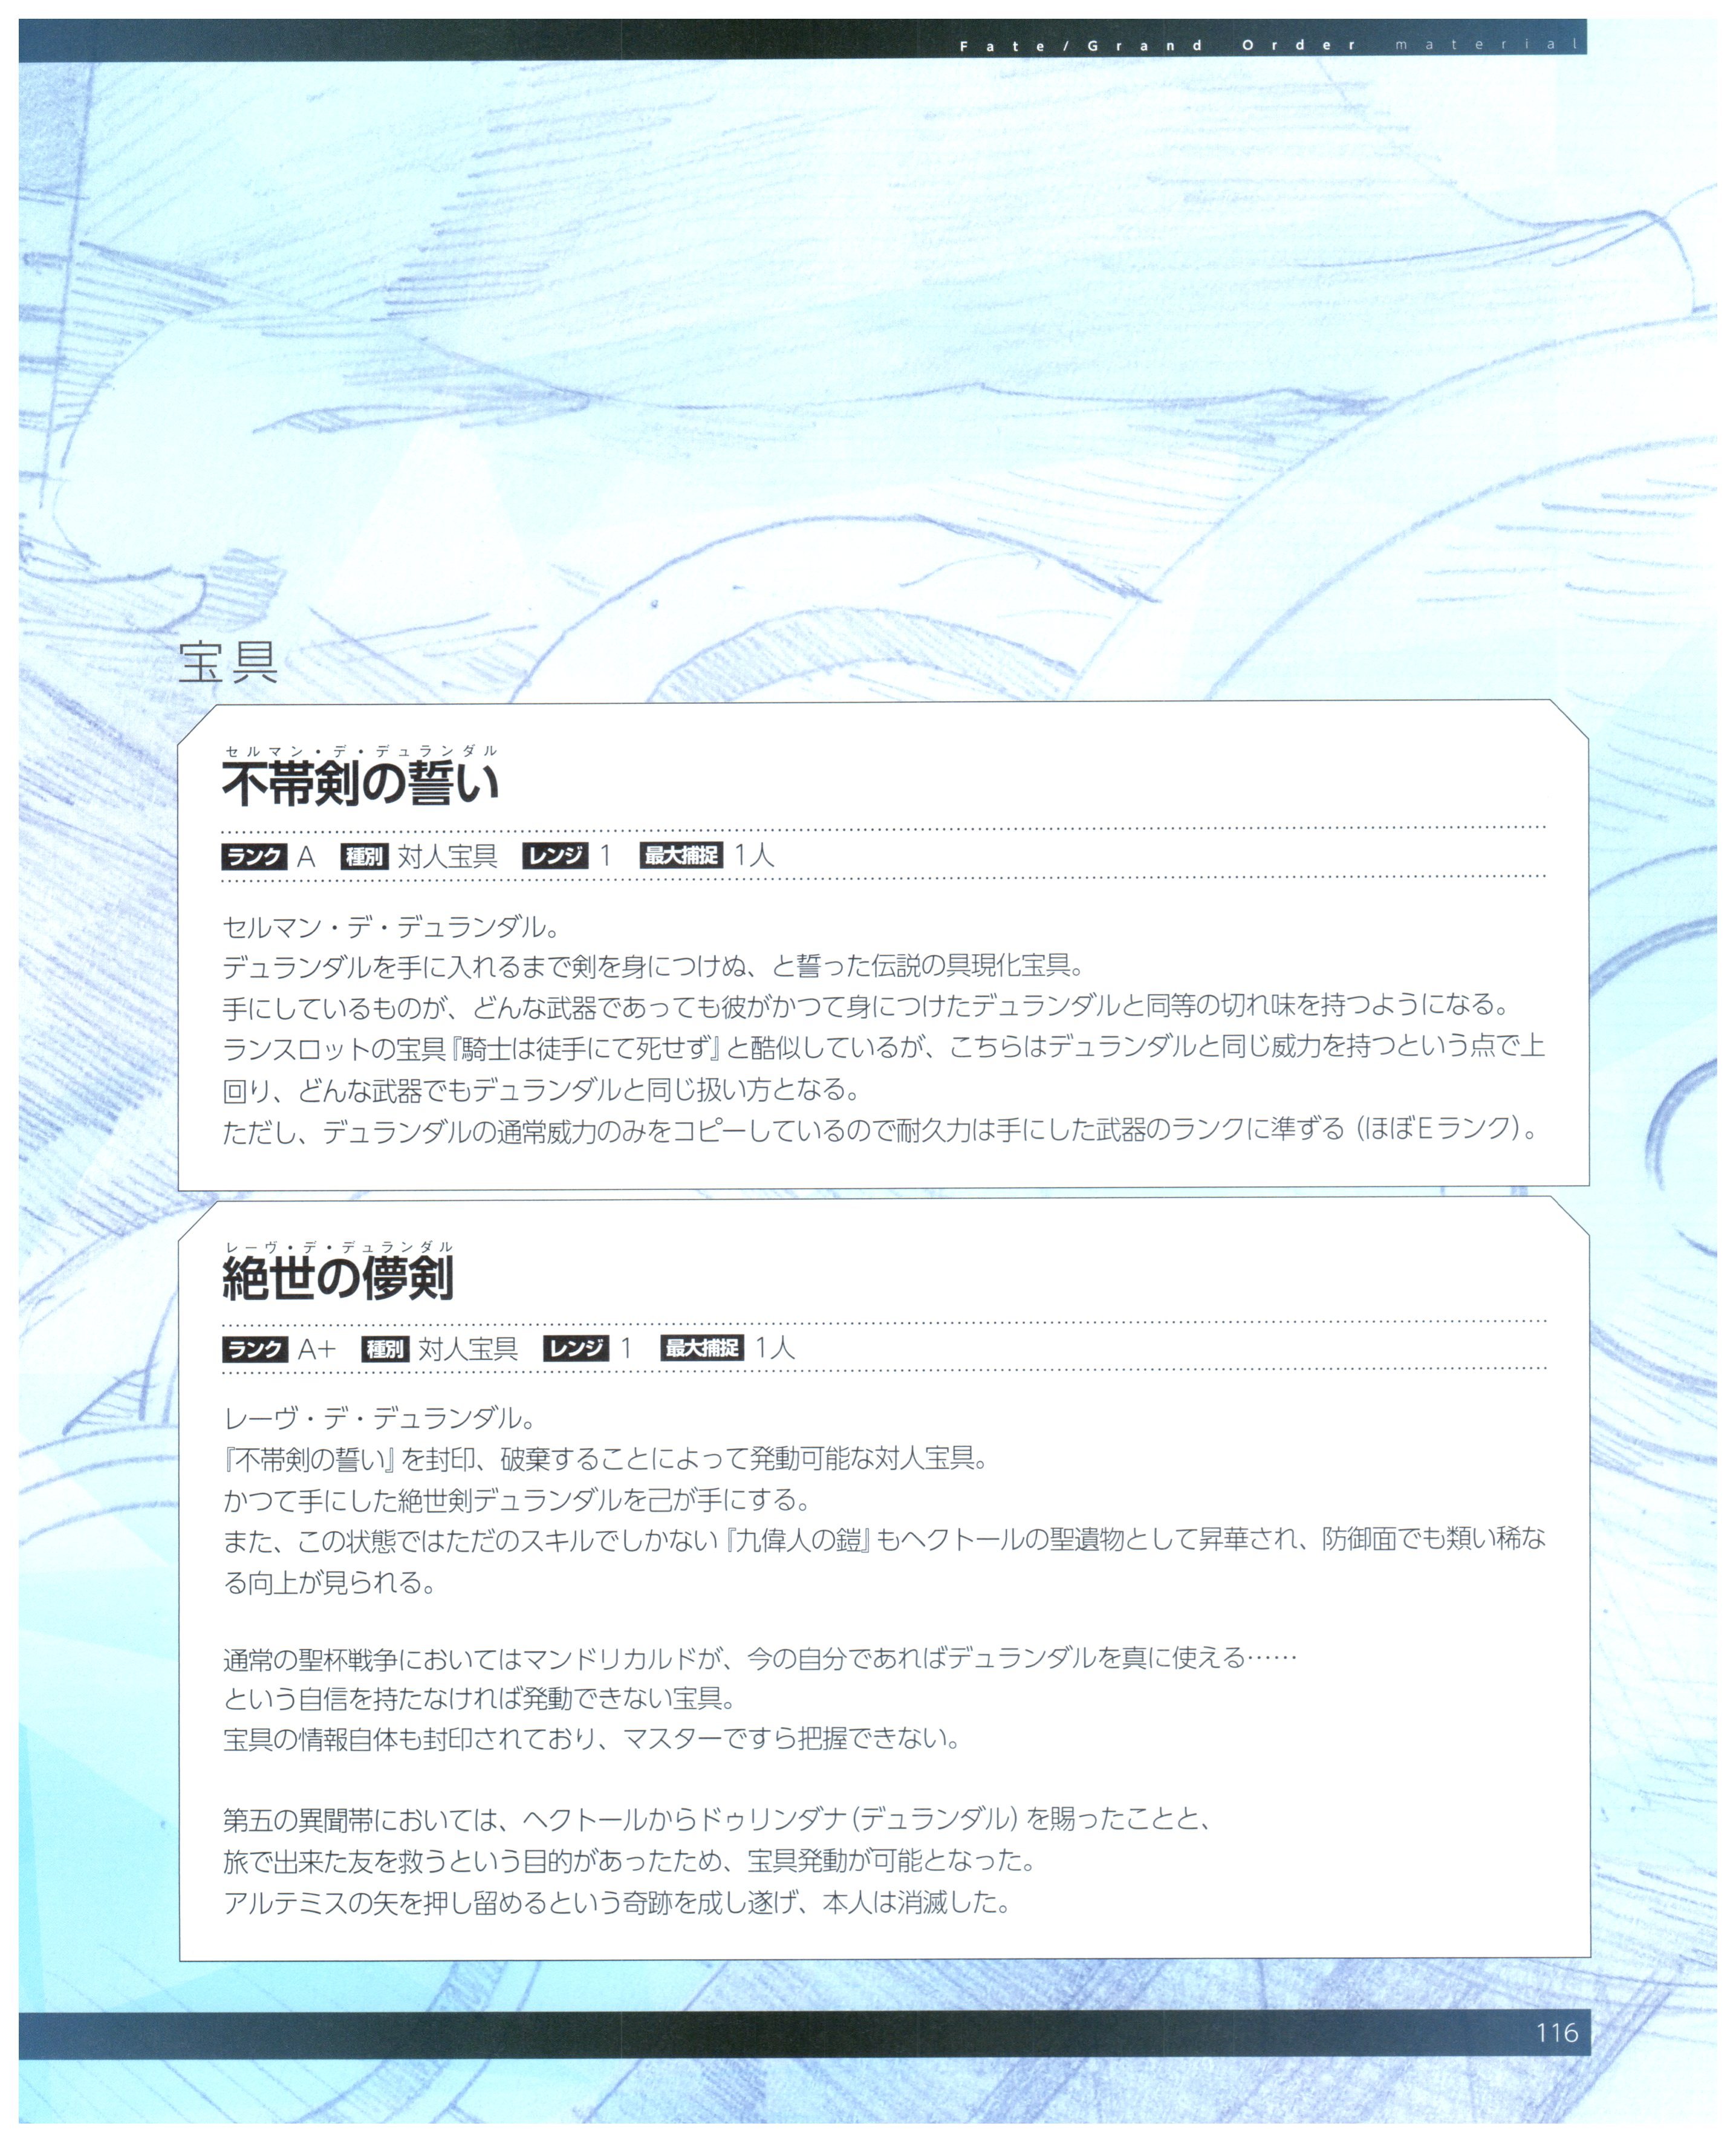 Fate/Grand Order material
宝具
セルマン・デ・デュランダル
不帯剣の誓い
ランク A 種別 対人宝具 レンジ 1 最大捕捉 1人
セルマン・デ・デュランダル。
デュランダルを手に入れるまで剣を身につけぬ、と誓った伝説の具現化宝具。
手にしているものが、どんな武器であっても彼がかつて身につけたデュランダルと同等の切れ味を持つようになる。
ランスロットの宝具『騎士は徒手にて死せず』と酷似しているが、こちらはデュランダルと同じ威力を持つという点で上
回り、どんな武器でもデュランダルと同じ扱い方となる。
ただし、デュランダルの通常威力のみをコピーしているので耐久力は手にした武器のランクに準ずる（ほぼEランク）。
レーヴ・デ・デュランダル
絶世の儚剣
ランク A+ 種別 対人宝具 レンジ 1 最大捕捉 1人
レーヴ・デ・デュランダル。
『不帯剣の誓い』を封印、破棄することによって発動可能な対人宝具。
かつて手にした絶世剣デュランダルを己が手にする。
また、この状態ではただのスキルでしかない『九偉人の鎧』もヘクトールの聖遺物として昇華され、防御面でも類い稀な
る向上が見られる。
通常の聖杯戦争においてはマンドリカルドが、今の自分であればデュランダルを真に使える……
という自信を持たなければ発動できない宝具。
宝具の情報自体も封印されており、マスターですら把握できない。
第五の異聞帯においては、ヘクトールからドゥリンダナ（デュランダル）を賜ったことと、
旅で出来た友を救うという目的があったため、宝具発動が可能となった。
アルテミスの矢を押し留めるという奇跡を成し遂げ、本人は消滅した。
116